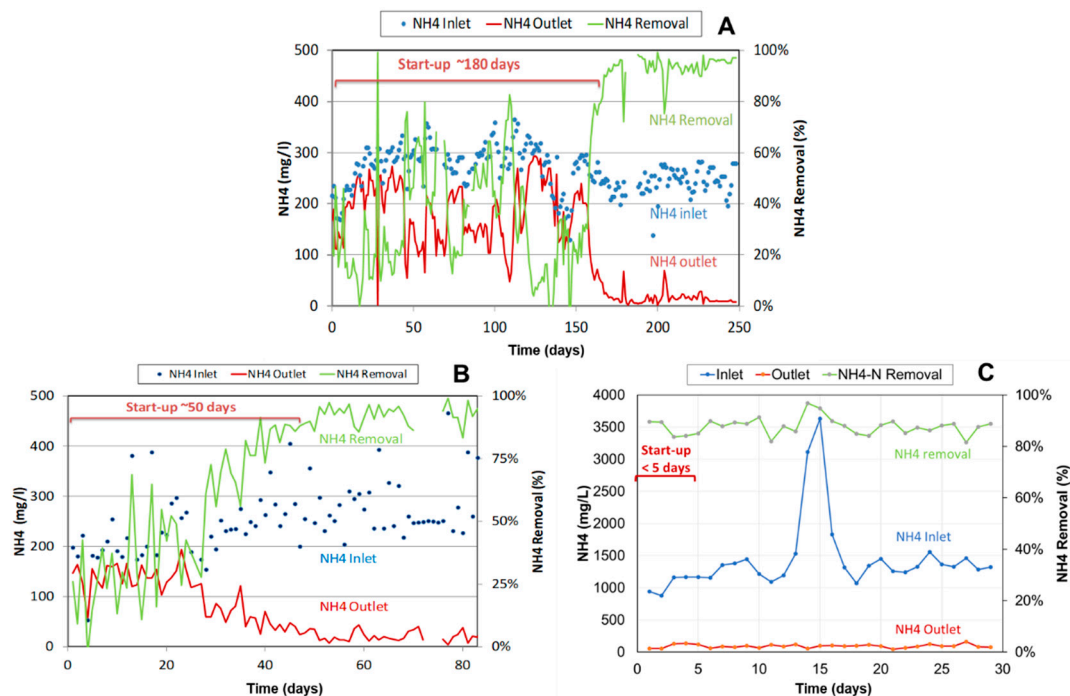 NH4 Inlet NH4 Outlet NH4 Removal A
500 100%
Start-up ~180 days
400 80%
NH4 Removal
300 60%
200 40%
NH4 inlet
100 20%
NH4 outlet
0 0%
0 50 100 150 200 250
NH4 (mg/l)
NH4 Removal (%)
Time (days)
NH4 Inlet NH4 Outlet NH4 Removal B
500 100%
Start-up ~50 days
NH4 Removal
400
75%
300
50%
200
NH4 Inlet
25%
100
NH4 Outlet
0 0%
0 20 40 60 80
NH4 (mg/l)
NH4 Removal (%)
Time (days)
Inlet Outlet NH4-N Removal C
4000 100%
3500 90%
80%
3000
Start-up
< 5 days
NH4 removal
70%
2500
60%
2000 50%
NH4 Inlet
1500 40%
30%
1000
20%
500
NH4 Outlet
10%
0 0%
0 5 10 15 20 25 30
NH4 (mg/L)
NH4 Removal (%)
Time (days)